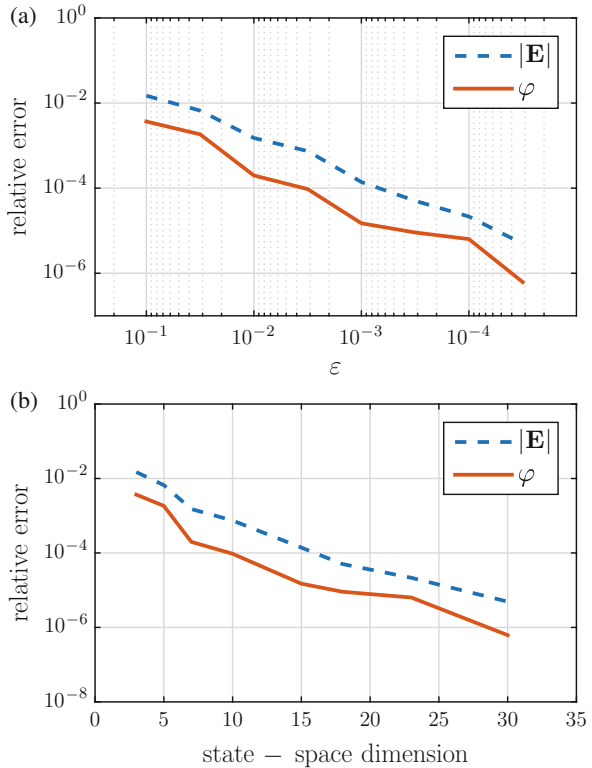 (a)
10^0
10^-2
10^-4
10^-6
relative error
|E|
φ
10^-1 10^-2 10^-3 10^-4
ε
(b)
10^0
10^-2
10^-4
10^-6
10^-8
relative error
|E|
φ
0 5 10 15 20 25 30 35
state – space dimension